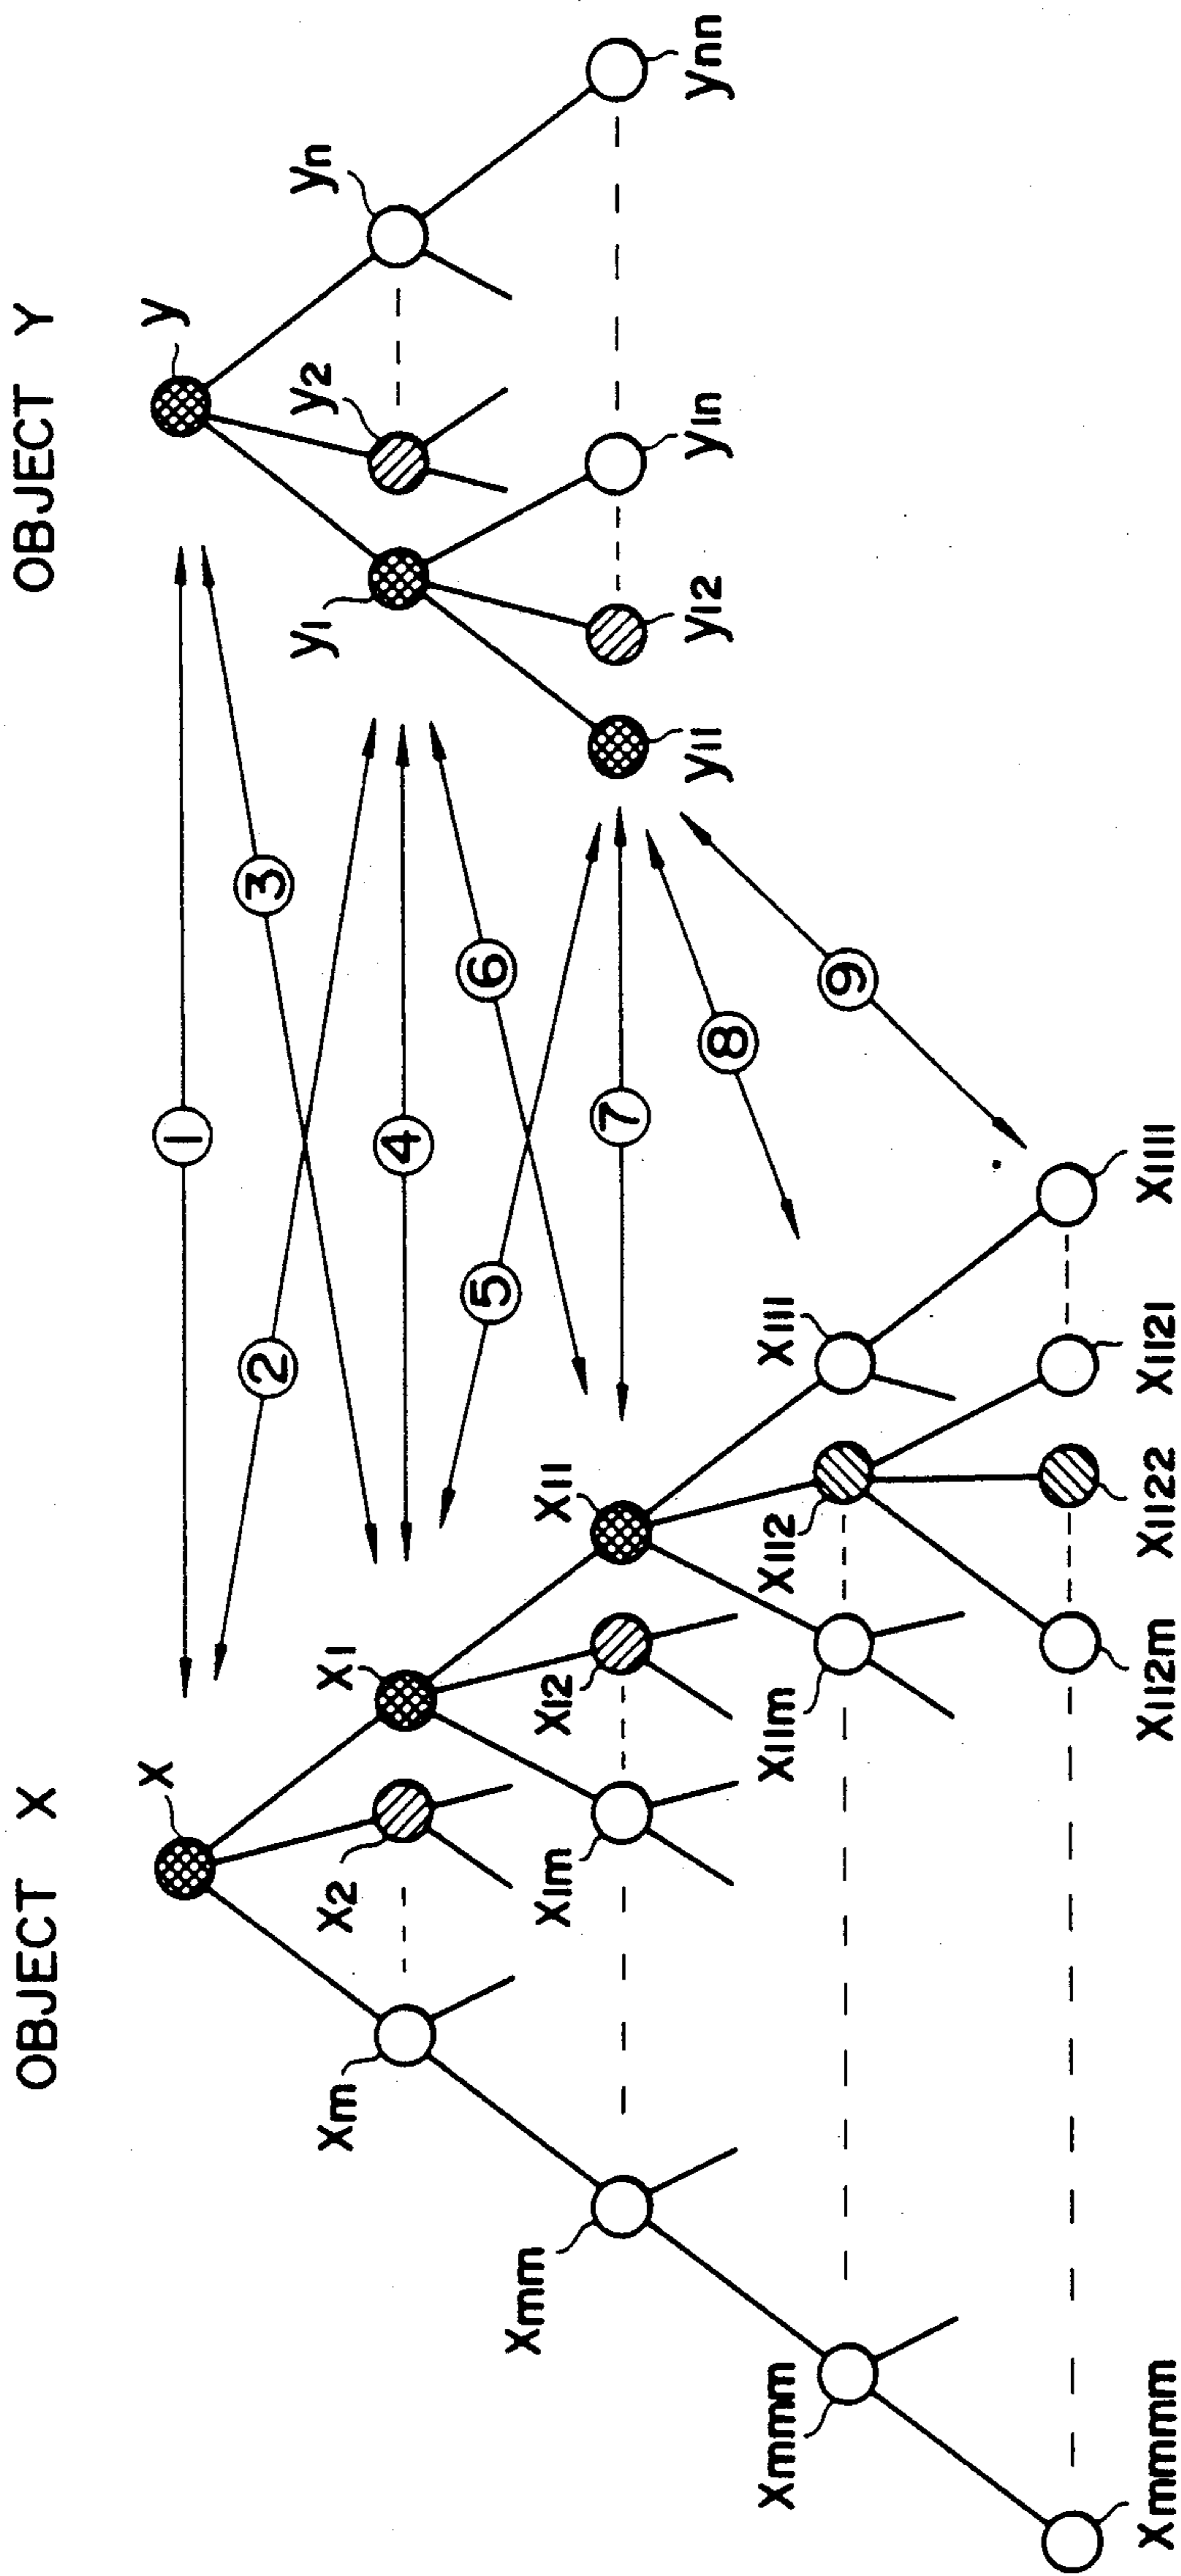 OBJECT X
OBJECT Y
x
y
x1
x2
xm
y1
y2
yn
x11
x12
x1m
xmm
y11
y12
y1n
ynn
x111
x112
x11m
xmmm
x1111
x1121
x1122
x112m
xmmmm
①
②
③
④
⑤
⑥
⑦
⑧
⑨